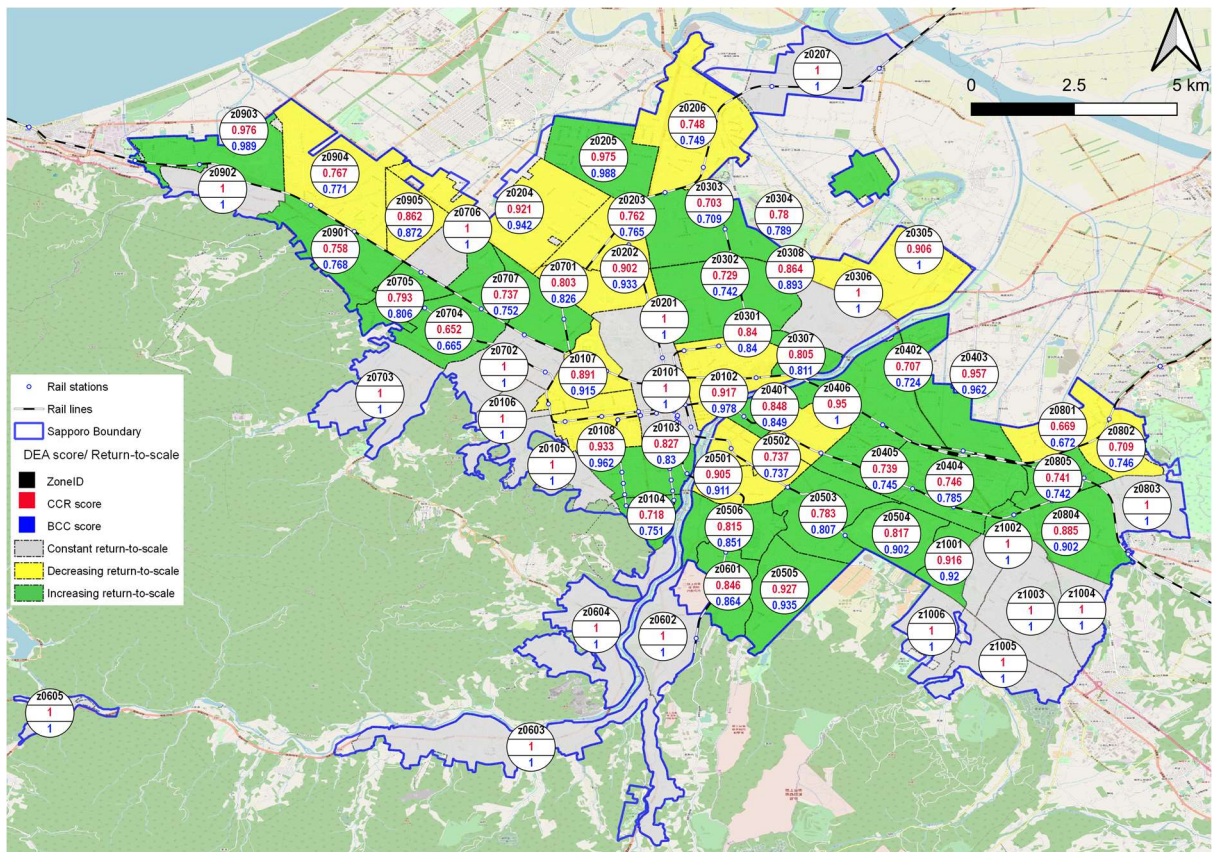 z0207
1
1
0
2.5
5 km
z0903
0.976
0.989
z0206
0.748
0.749
z0205
0.975
0.988
z0904
0.767
0.771
z0902
1
1
z0905
0.862
0.872
z0706
1
1
z0204
0.921
0.942
z0203
0.762
0.765
z0303
0.703
0.709
z0304
0.78
0.789
z0305
0.906
1
z0901
0.758
0.768
z0202
0.902
0.933
z0302
0.729
0.742
z0308
0.864
0.893
z0306
1
1
z0705
0.793
0.806
z0707
0.737
0.752
z0701
0.803
0.826
z0704
0.652
0.665
z0201
1
1
z0301
0.84
0.84
z0307
0.805
0.811
z0402
0.707
0.724
z0403
0.957
0.962
z0703
1
1
z0702
1
1
z0107
0.891
0.915
z0101
1
1
z0102
0.917
0.978
z0401
0.848
0.849
z0406
0.95
1
z0106
1
1
z0801
0.669
0.672
z0802
0.709
0.746
z0105
1
1
z0108
0.933
0.962
z0103
0.827
0.83
z0501
0.905
0.911
z0502
0.737
0.737
z0405
0.739
0.745
z0404
0.746
0.785
z0805
0.741
0.742
z0803
1
1
z0104
0.718
0.751
z0506
0.815
0.851
z0503
0.783
0.807
z0504
0.817
0.902
z1001
0.916
0.92
z1002
1
1
z0804
0.885
0.902
z0601
0.846
0.864
z0505
0.927
0.935
z0604
1
1
z0602
1
1
z1006
1
1
z1003
1
1
z1004
1
1
z1005
1
1
z0605
1
1
z0603
1
1
Rail stations
Rail lines
Sapporo Boundary
DEA score/ Return-to-scale
ZoneID
CCR score
BCC score
Constant return-to-scale
Decreasing return-to-scale
Increasing return-to-scale